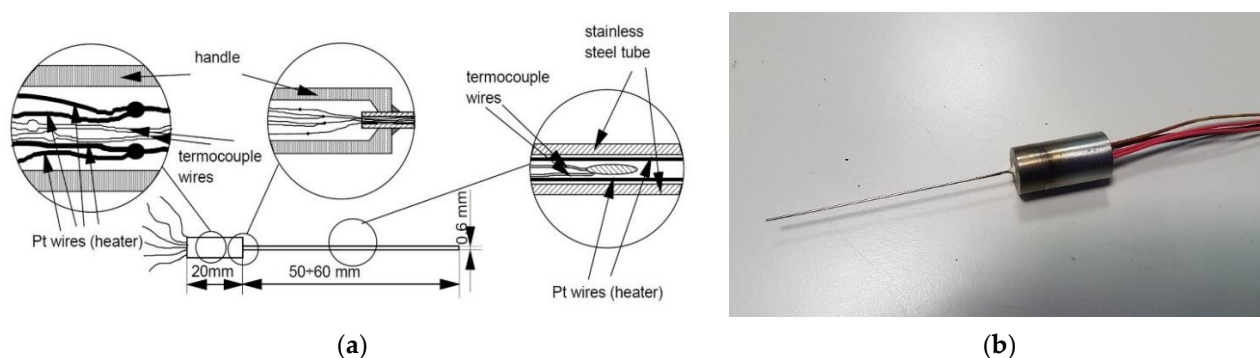 handle
stainless
steel tube
termocouple
wires
termocouple
wires
Pt wires (heater)
20mm
50÷60 mm
0.6 mm
Pt wires (heater)
(a)
(b)